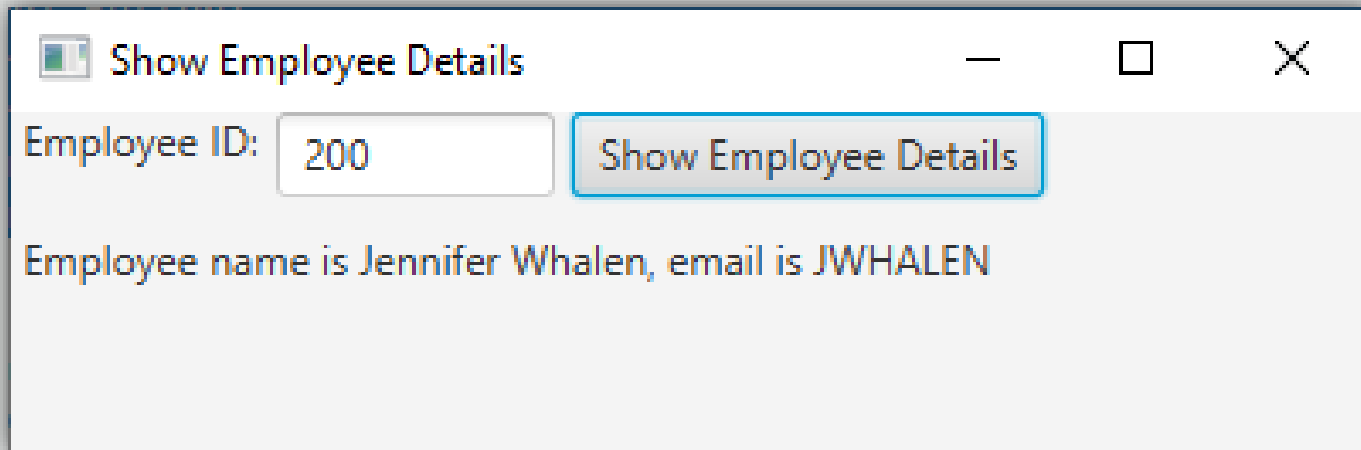 Show Employee Details
Employee ID: 200 Show Employee Details
Employee name is Jennifer Whalen, email is JWHALEN